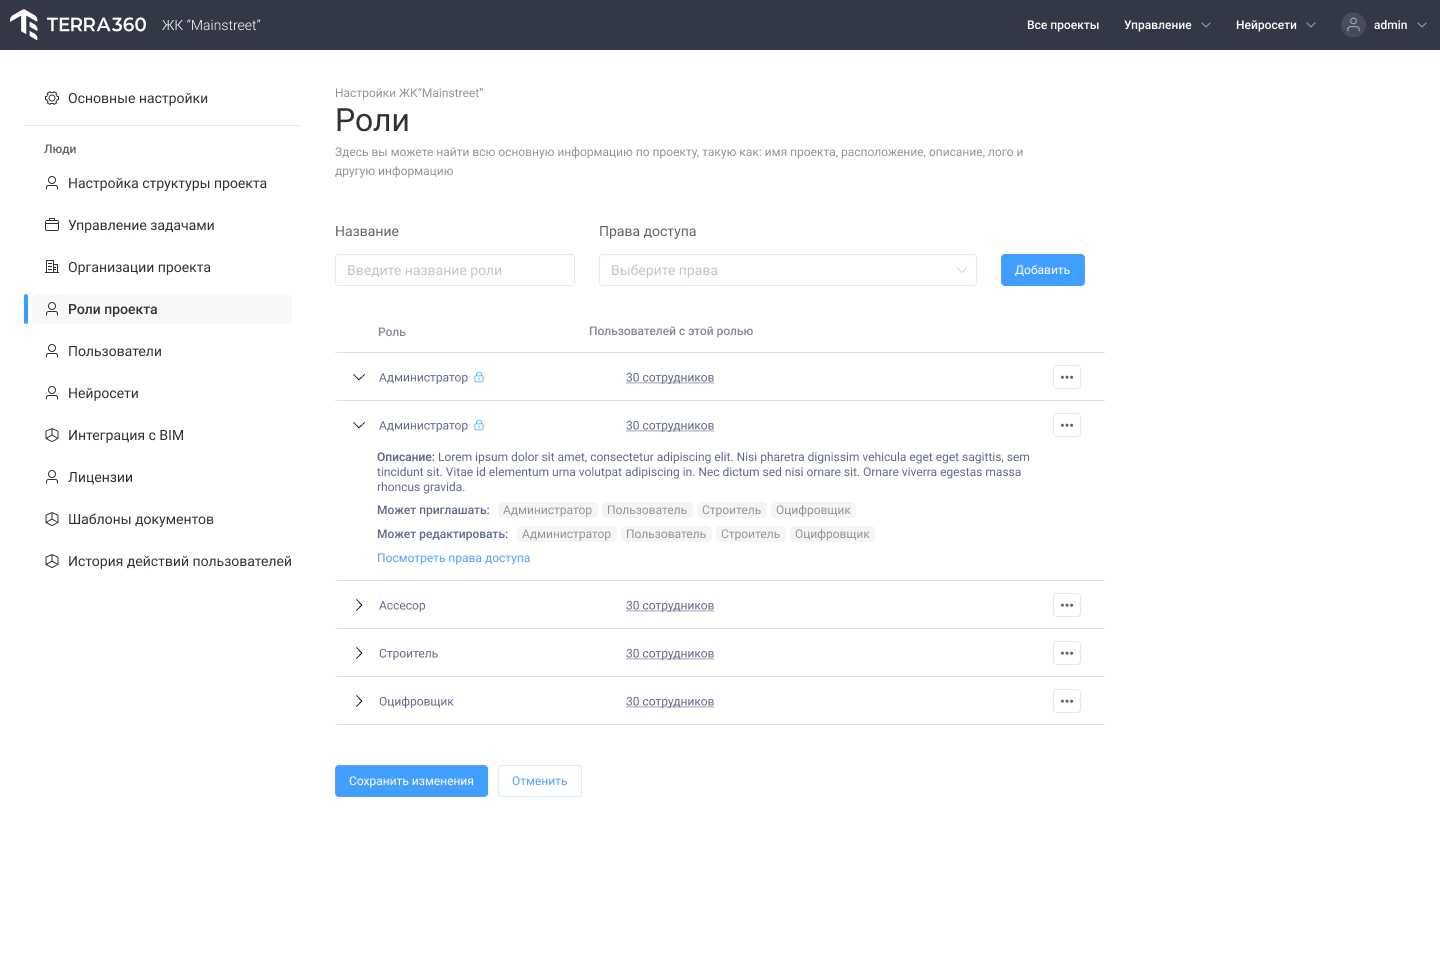 TERRA360 ЖК "Mainstreet" Все проекты Управление Нейросети admin
Основные настройки
Люди
Настройка структуры проекта
Управление задачами
Организации проекта
Роли проекта
Пользователи
Нейросети
Интеграция с BIM
Лицензии
Шаблоны документов
История действий пользователей
Настройки ЖК"Mainstreet"
Роли
Здесь вы можете найти всю основную информацию по проекту, такую как: имя проекта, расположение, описание, лого и
другую информацию
Название Права доступа
Введите название роли Выберите права Добавить
Роль Пользователей с этой ролью
Администратор 30 сотрудников
Администратор 30 сотрудников
Описание: Lorem ipsum dolor sit amet, consectetur adipiscing elit. Nisi pharetra dignissim vehicula eget eget sagittis, sem
tincidunt sit. Vitae id elementum urna volutpat adipiscing in. Nec dictum sed nisi ornare sit. Ornare viverra egestas massa
rhoncus gravida.
Может приглашать: Администратор Пользователь Строитель Оцифровщик
Может редактировать: Администратор Пользователь Строитель Оцифровщик
Посмотреть права доступа
Ассесор 30 сотрудников
Строитель 30 сотрудников
Оцифровщик 30 сотрудников
Сохранить изменения Отменить